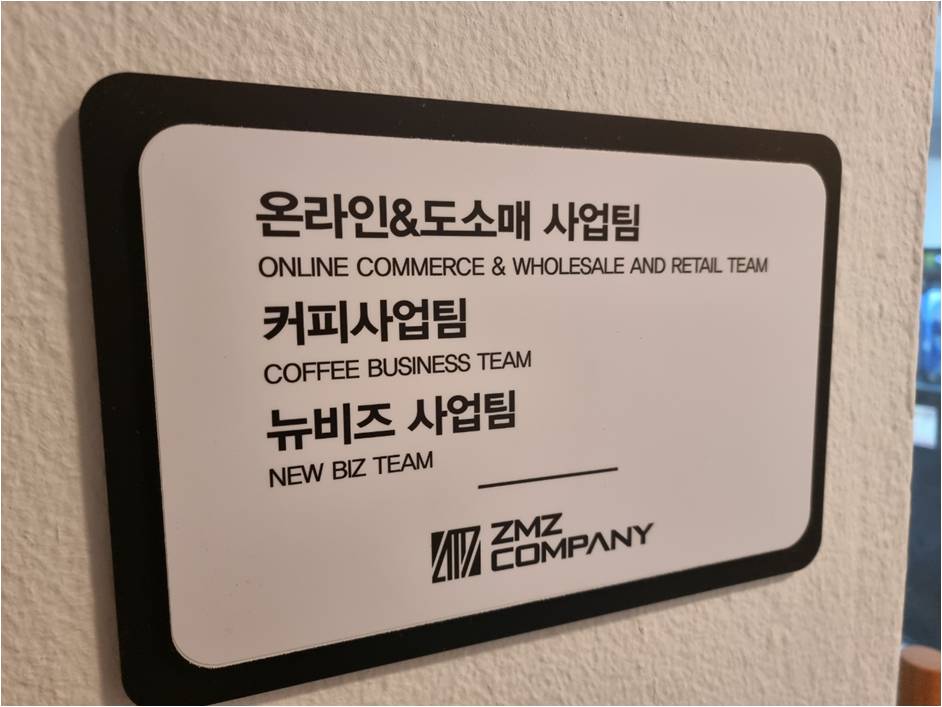 온라인&도소매 사업팀
ONLINE COMMERCE & WHOLESALE AND RETAIL TEAM
커피사업팀
COFFEE BUSINESS TEAM
뉴비즈 사업팀
NEW BIZ TEAM
ZMZ
COMPANY